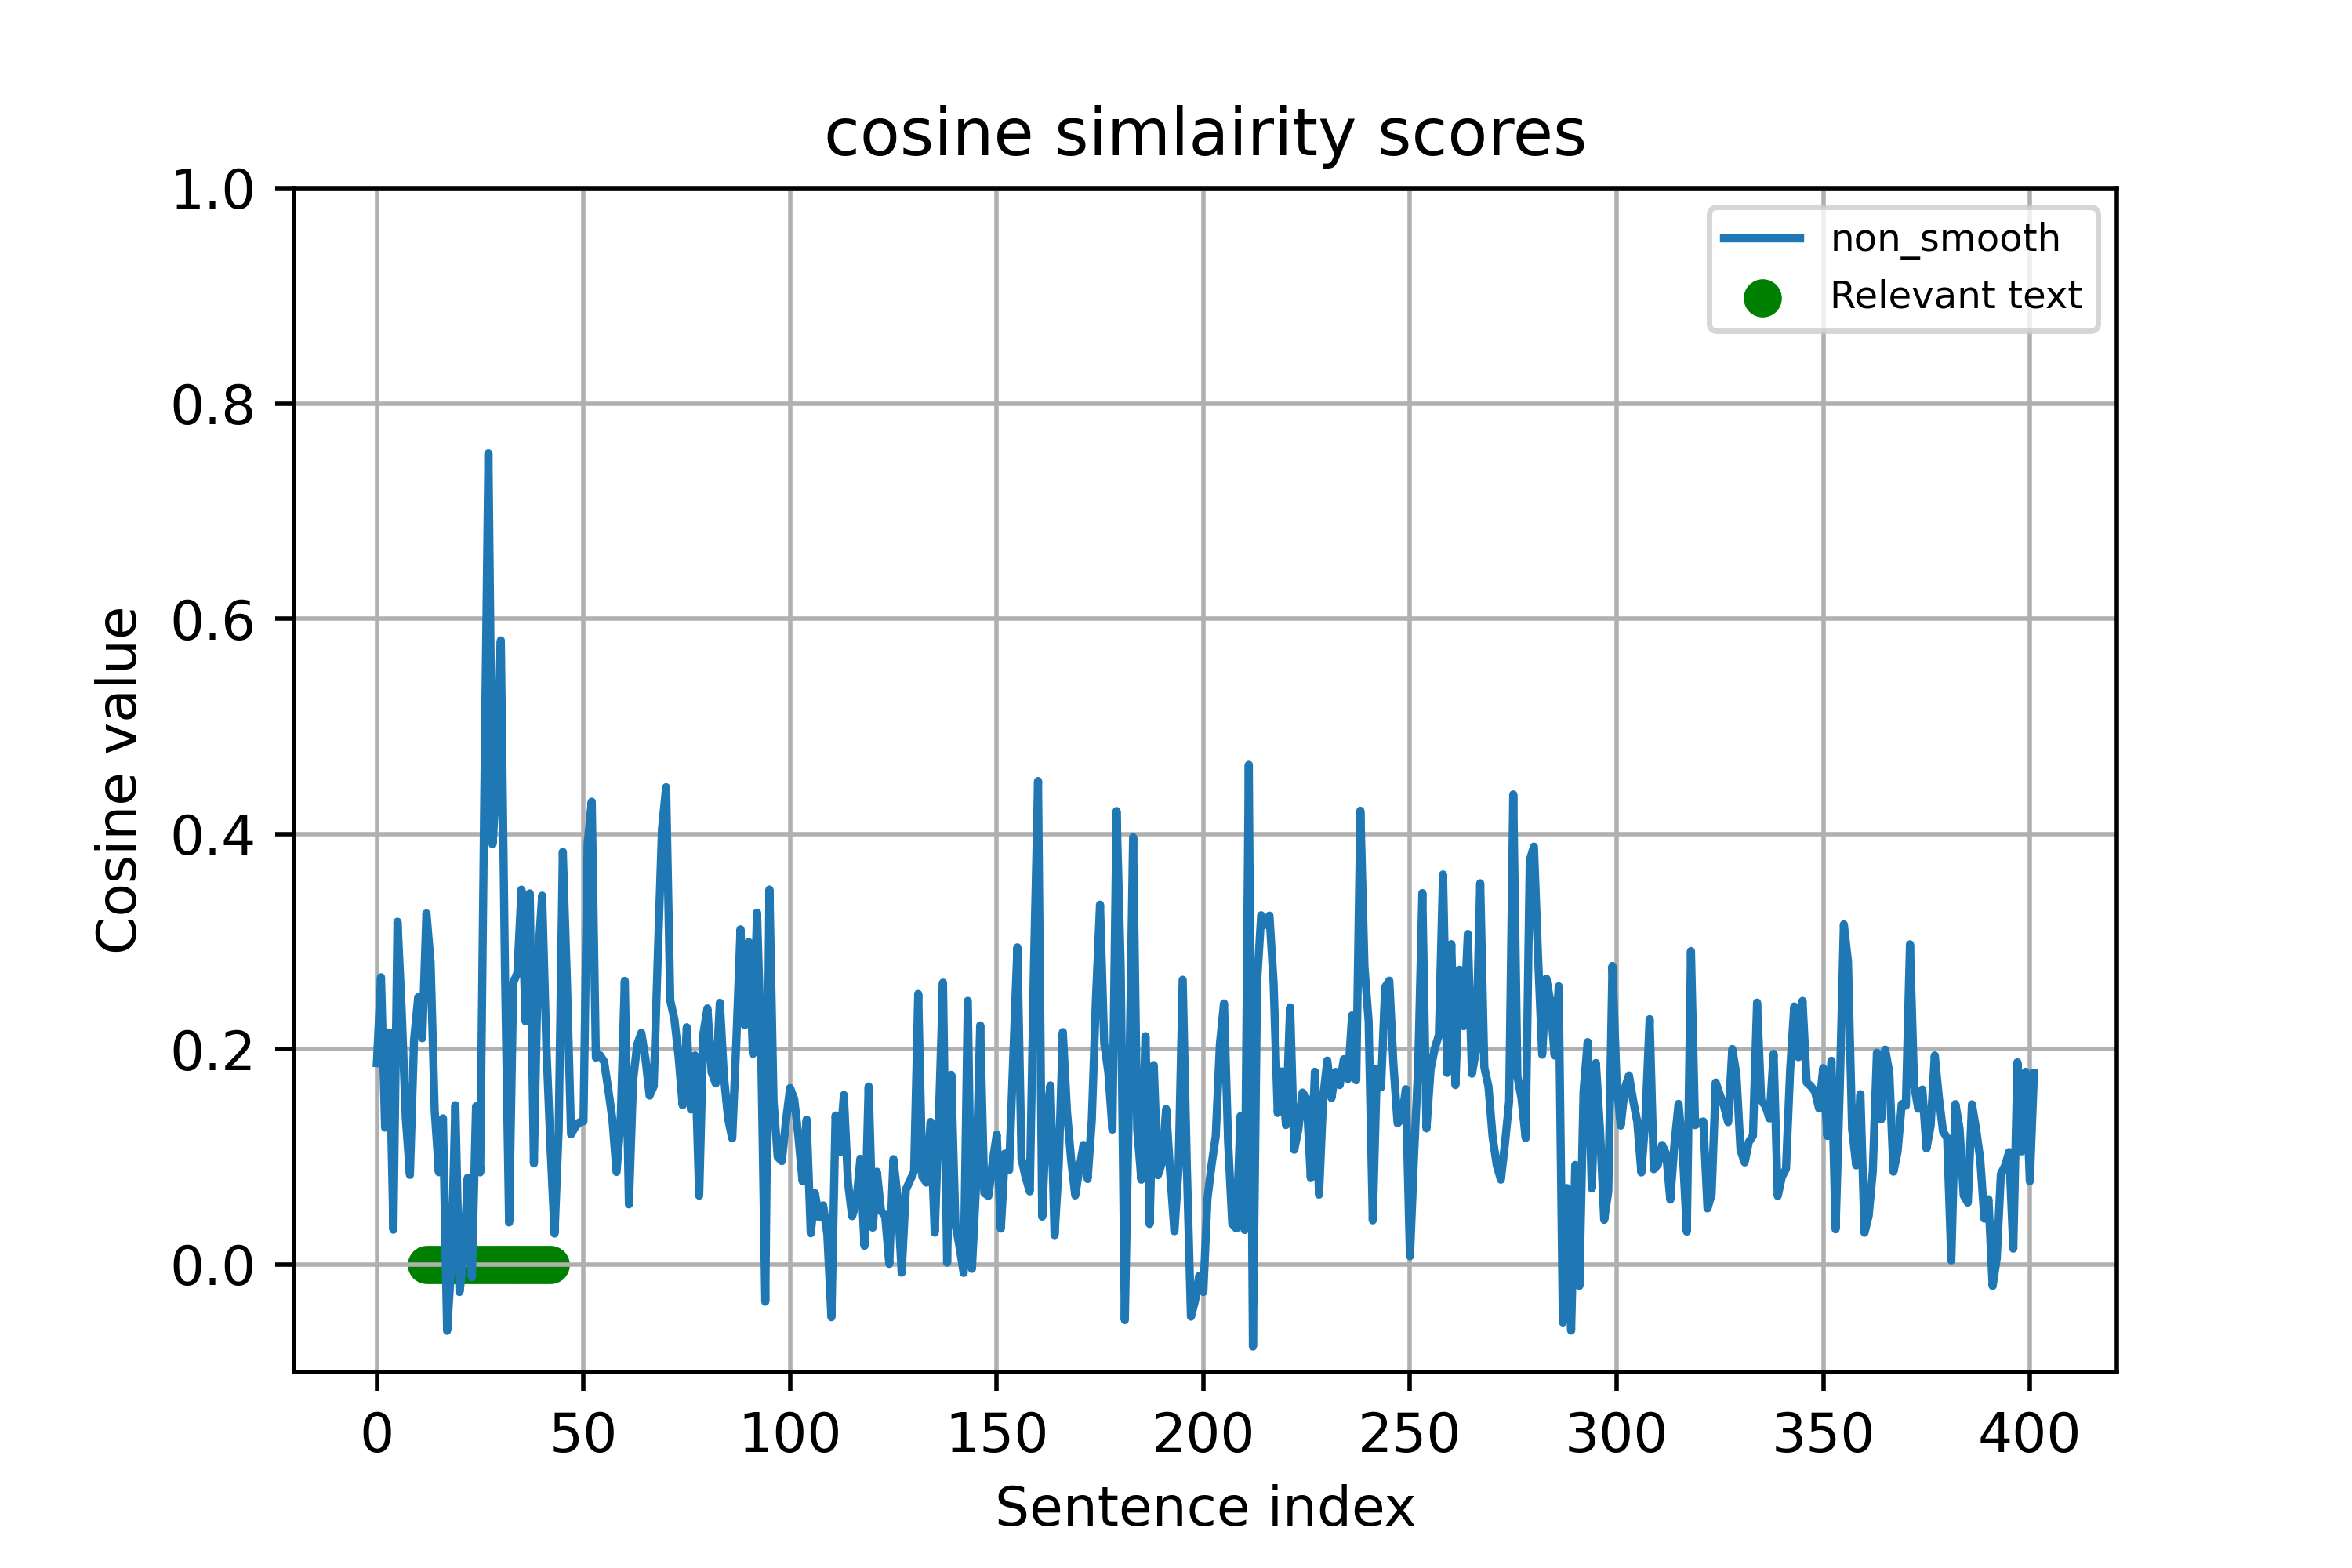 cosine simlairity scores
non_smooth
Relevant text
1.0
0.8
0.6
0.4
0.2
0.0
Cosine value
0 50 100 150 200 250 300 350 400
Sentence index